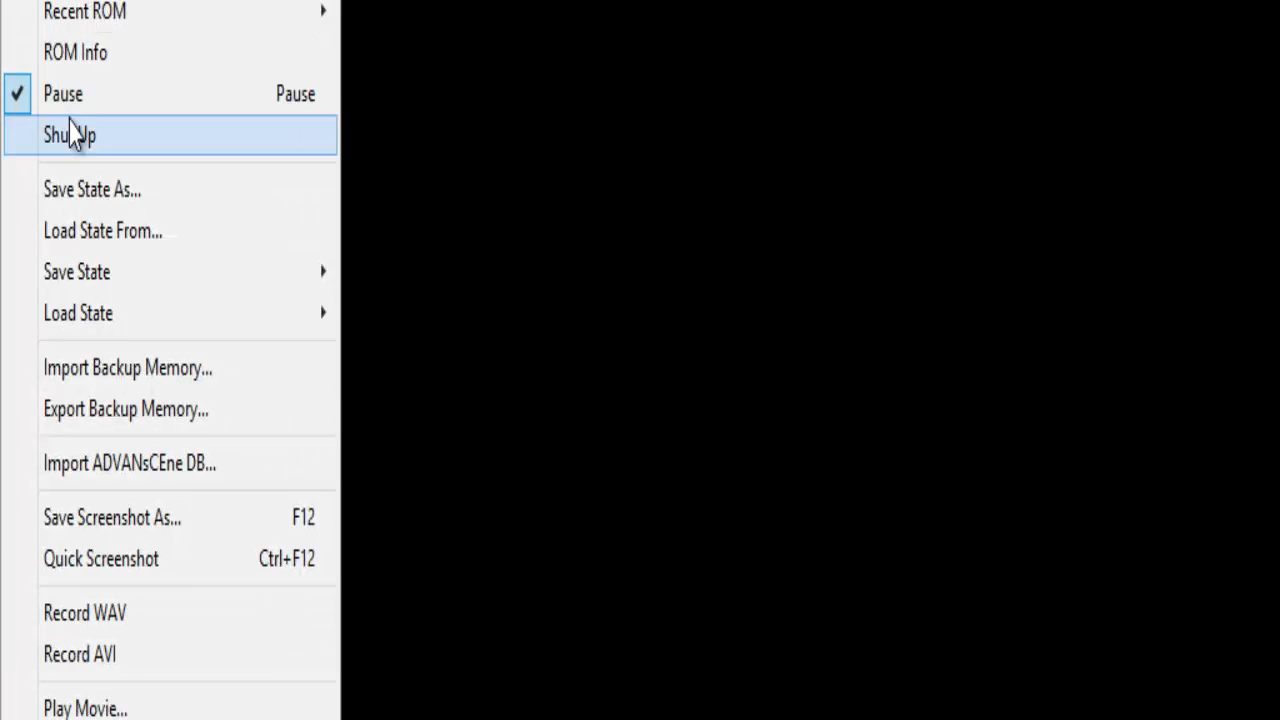 Recent ROM
ROM Info
Pause Pause
Shut Up
Save State As...
Load State From...
Save State
Load State
Import Backup Memory...
Export Backup Memory...
Import ADVANsCEne DB...
Save Screenshot As... F12
Quick Screenshot Ctrl+F12
Record WAV
Record AVI
Play Movie...